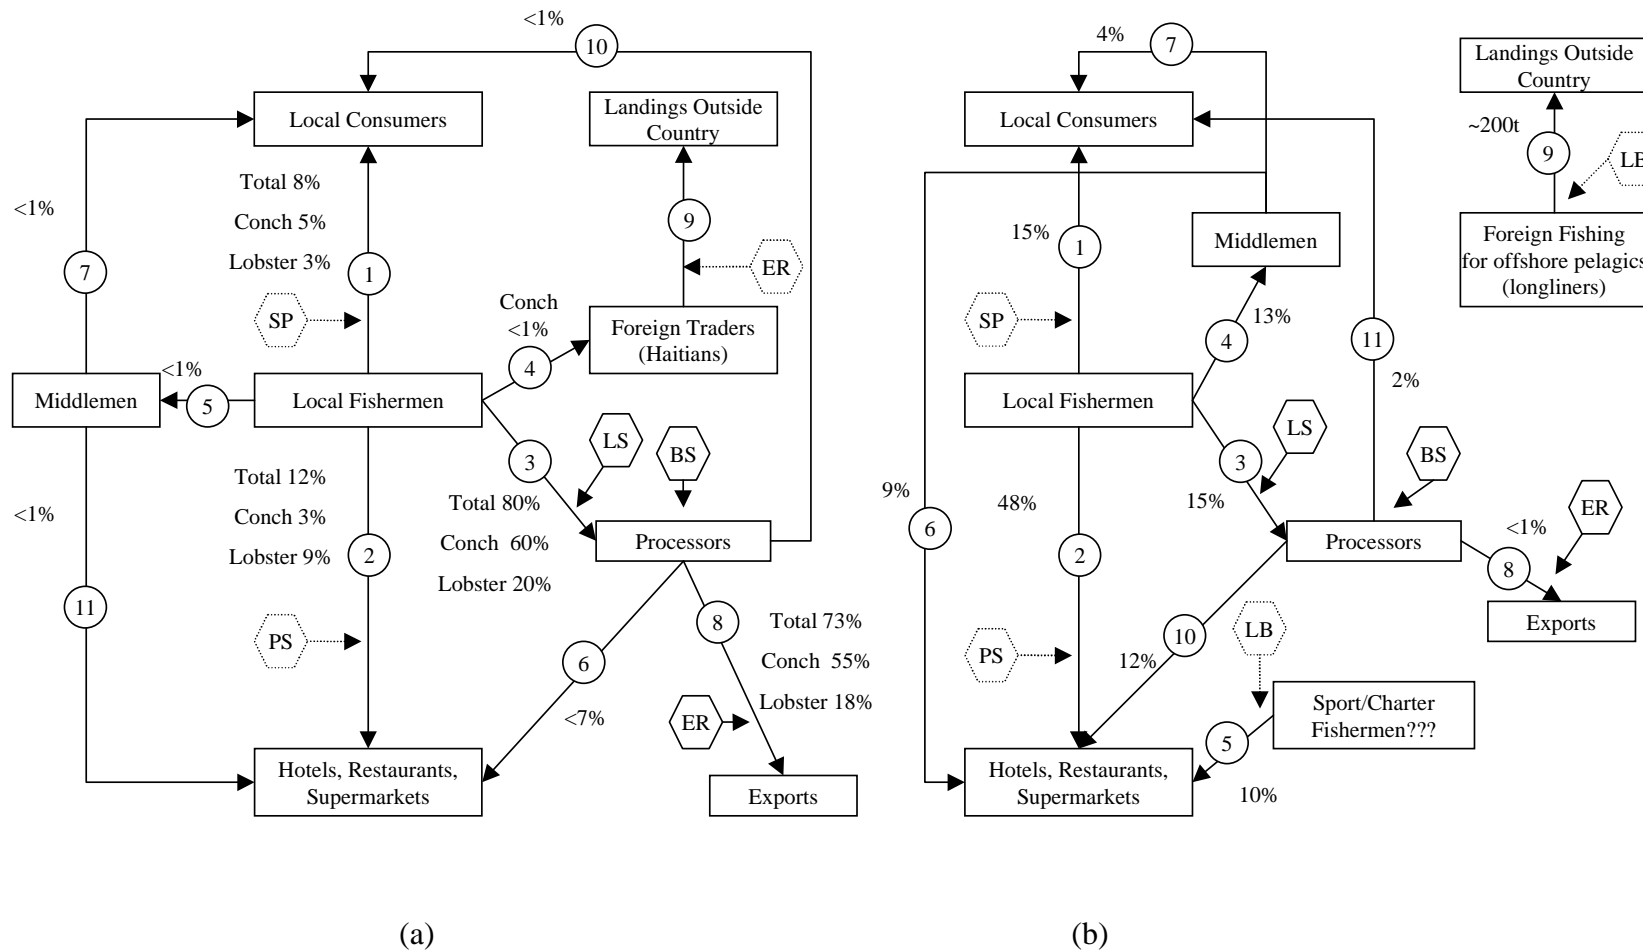 <1%
10
Local Consumers
Landings Outside
Country
Total 8%
Conch 5%
Lobster 3%
<1%
7
1
9
ER
SP
Conch
<1%
4
Foreign Traders
(Haitians)
<1%
Middlemen
5
Local Fishermen
3
LS
BS
Total 12%
Conch 3%
Lobster 9%
<1%
2
Total 80%
Conch 60%
Lobster 20%
Processors
11
PS
6
<7%
8
Total 73%
Conch 55%
Lobster 18%
ER
Hotels, Restaurants,
Supermarkets
Exports
(a)
4%
7
Local Consumers
Landings Outside
Country
~200t
9
LB
15%
1
Middlemen
Foreign Fishing
for offshore pelagics
(longliners)
SP
4
13%
11
2%
Local Fishermen
LS
3
15%
BS
9%
6
48%
2
Processors
<1%
8
ER
Exports
PS
10
12%
LB
Sport/Charter
Fishermen???
5
10%
Hotels, Restaurants,
Supermarkets
(b)